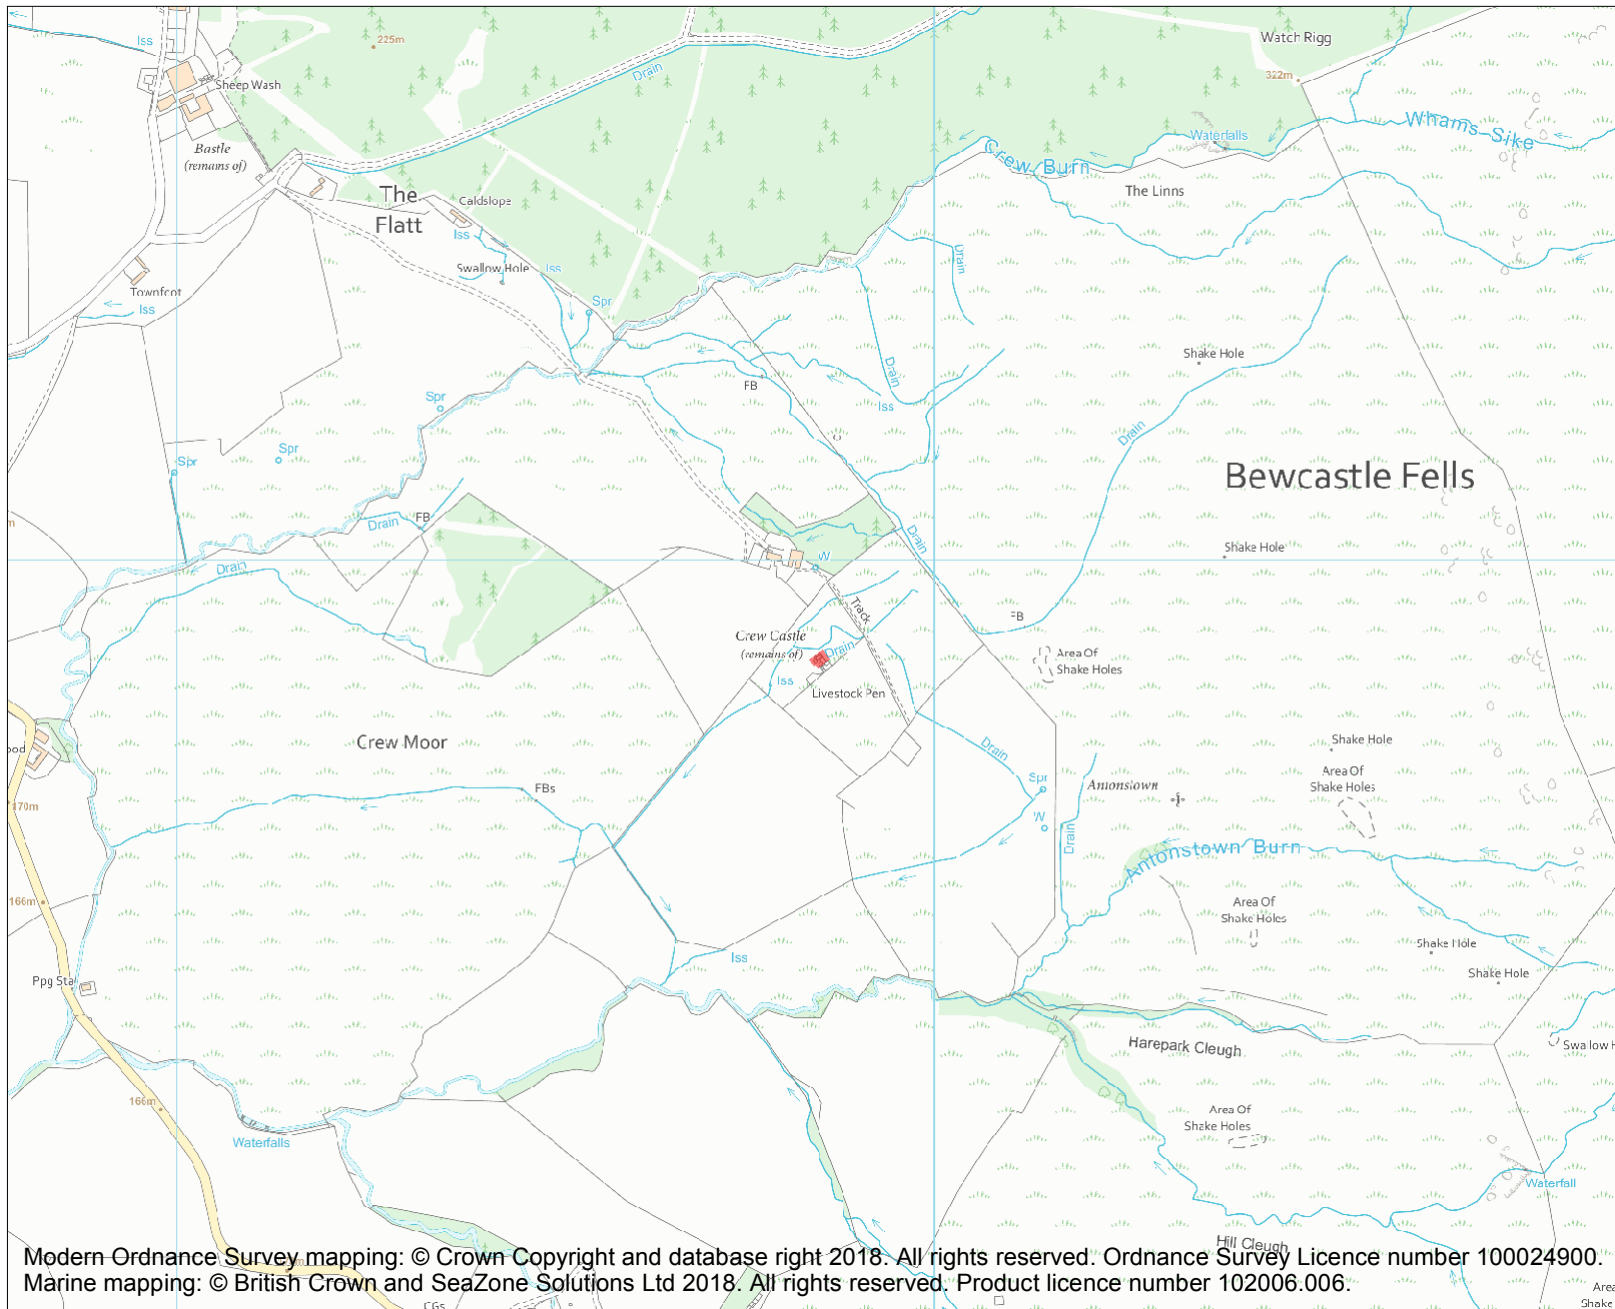 Iss
225m
Watch Rigg
322m
Drain
Sheep Wash
Whams Sike
Waterfalls
Bastle
(remains of)
Crew Burn
The Linns
The
Flatt
Caldslope
Iss
Drain
Swallow Hole
Iss
Townfoot
Iss
Spr
Shake Hole
Drain
FB
Spr
Iss
Drain
Spr
Spr
Bewcastle Fells
FB
Drain
Drain
Shake Hole
W
Drain
Track
FB
Crew Castle
(remains of)
Drain
Area Of
Shake Holes
Iss
Livestock Pen
Crew Moor
Drain
Shake Hole
Spr
Antonstown
Area Of
Shake Holes
FBs
170m
W
Drain
Antonstown Burn
166m
Area Of
Shake Holes
Shake Hole
Iss
Shake Hole
Ppg Sta
Harepark Cleugh
Swallow H
166m
Area Of
Shake Holes
Waterfalls
Waterfall
Hill Cleugh
Modern Ordnance Survey mapping: © Crown Copyright and database right 2018. All rights reserved. Ordnance Survey Licence number 100024900.
Marine mapping: © British Crown and SeaZone Solutions Ltd 2018. All rights reserved. Product licence number 102006.006.
CGs
Area
Shake